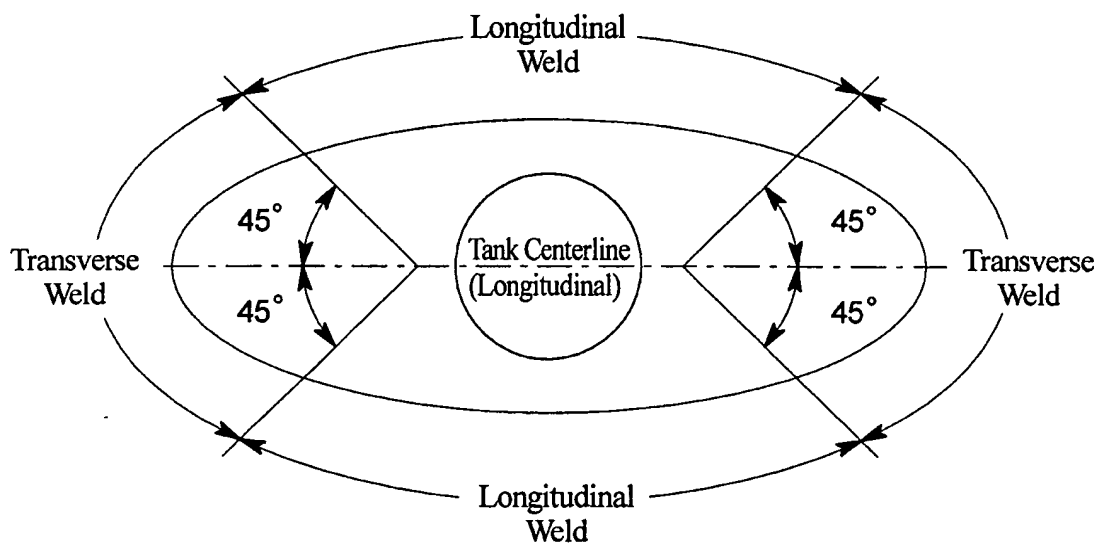 Longitudinal
Weld
45°
45°
Transverse
Weld
Tank Centerline
(Longitudinal)
Transverse
Weld
45°
45°
Longitudinal
Weld